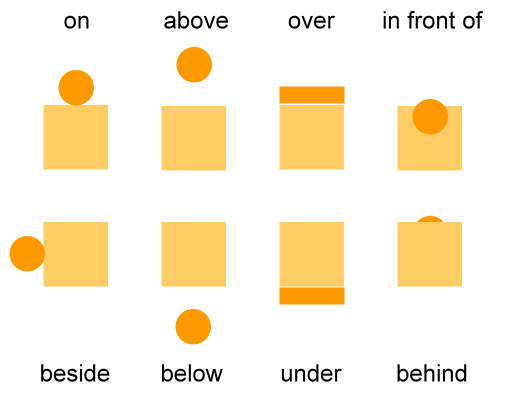 on above over in front of
beside below under behind